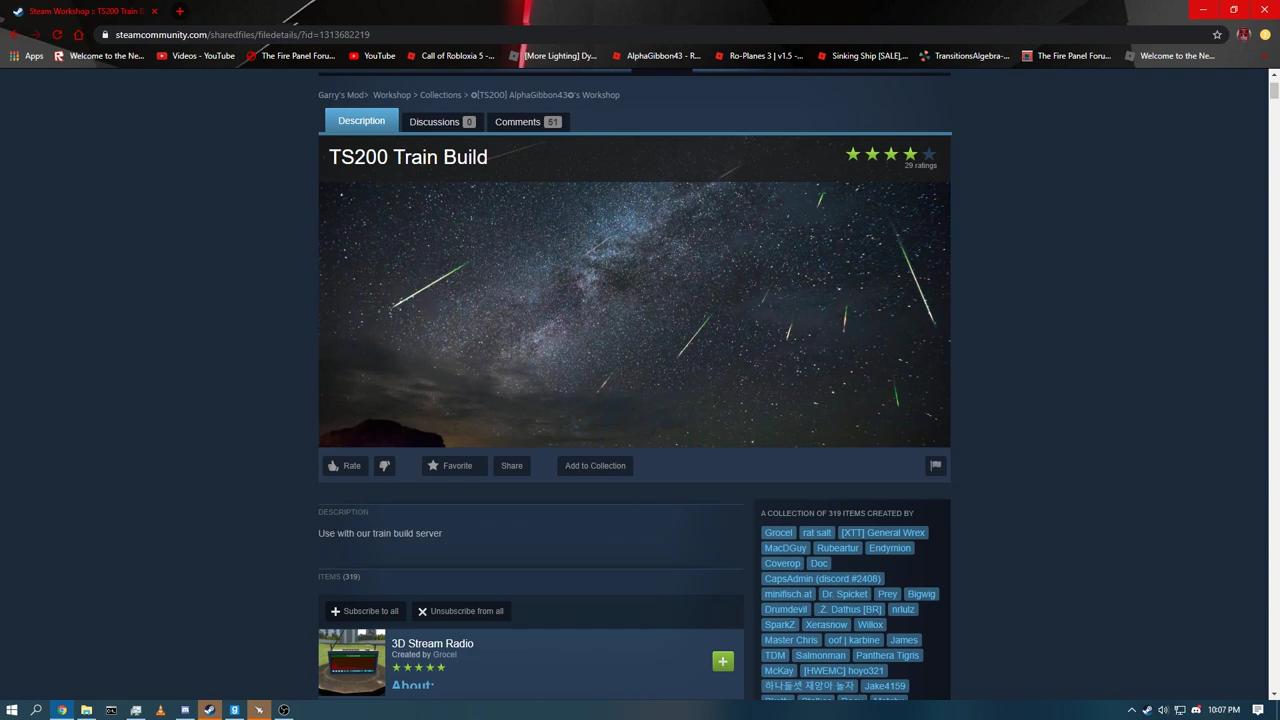 Steam Workshop :: TS200 Train B
steamcommunity.com/sharedfiles/filedetails/?id=1313682219
Apps Welcome to the Ne... Videos - YouTube The Fire Panel Foru... YouTube Call of Robloxia 5 -... [More Lighting] Dy... AlphaGibbon43 - R... Ro-Planes 3 | v1.5 -... Sinking Ship [SALE],... TransitionsAlgebra-... The Fire Panel Foru... Welcome to the Ne...
Garry's Mod> Workshop > Collections > ✪[TS200] AlphaGibbon43✪'s Workshop
Description Discussions 0 Comments 51
TS200 Train Build
29 ratings
Rate Favorite Share Add to Collection
DESCRIPTION
Use with our train build server
ITEMS (319)
Subscribe to all Unsubscribe from all
3D Stream Radio
Created by Grocel
About:
A COLLECTION OF 319 ITEMS CREATED BY
Grocel rat salt [XTT] General Wrex
MacDGuy Rubeartur Endymion
Coverop Doc
CapsAdmin (discord #2408)
minifisch.at Dr. Spicket Prey Bigwig
Drumdevil .Ż. Dathus [BR] nrlulz
SparkZ Xerasnow Willox
Master Chris oof | karbine James
TDM Salmonman Panthera Tigris
McKay [HWEMC] hoyo321
하나둘셋 재앙아 놀자 Jake4159
10:07 PM